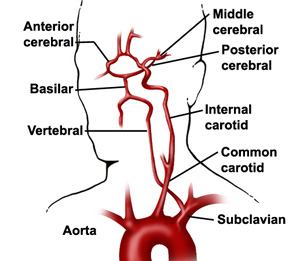 Anterior
cerebral
Basilar
Vertebral
Aorta
Middle
cerebral
Posterior
cerebral
Internal
carotid
Common
carotid
Subclavian